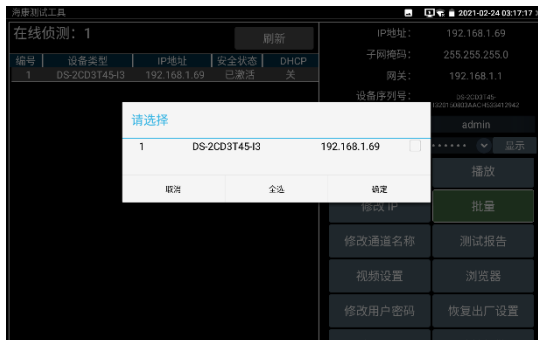 海康测试工具
2021-02-24 03:17:17
在线侦测：1
刷新
编号 设备类型 IP地址 安全状态 DHCP
1 DS-2CD3T45-I3 192.168.1.69 已激活 关
IP地址： 192.168.1.69
子网掩码： 255.255.255.0
网关： 192.168.1.1
设备序列号：
admin
显示
请选择
1 DS-2CD3T45-I3 192.168.1.69
取消 全选 确定
播放
修改 IP 批量
修改通道名称 测试报告
视频设置 浏览器
修改用户密码 恢复出厂设置